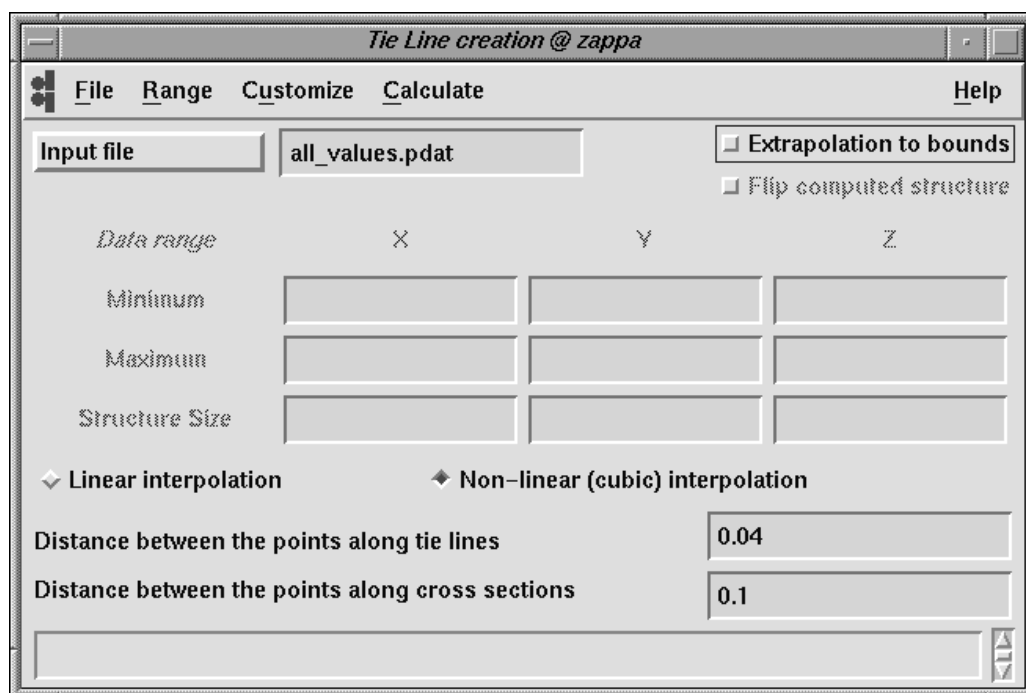 Tie Line creation @ zappa
File Range Customize Calculate Help
Input file all_values.pdat Extrapolation to bounds
Flip computed structure
Data range X Y Z
Minimum
Maximum
Structure Size
Linear interpolation Non-linear (cubic) interpolation
Distance between the points along tie lines 0.04
Distance between the points along cross sections 0.1